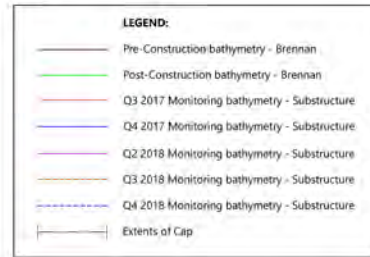 LEGEND:
Pre-Construction bathymetry - Brennan
Post-Construction bathymetry - Brennan
Q3 2017 Monitoring bathymetry - Substructure
Q4 2017 Monitoring bathymetry - Substructure
Q2 2018 Monitoring bathymetry - Substructure
Q3 2018 Monitoring bathymetry - Substructure
Q4 2018 Monitoring bathymetry - Substructure
Extents of Cap